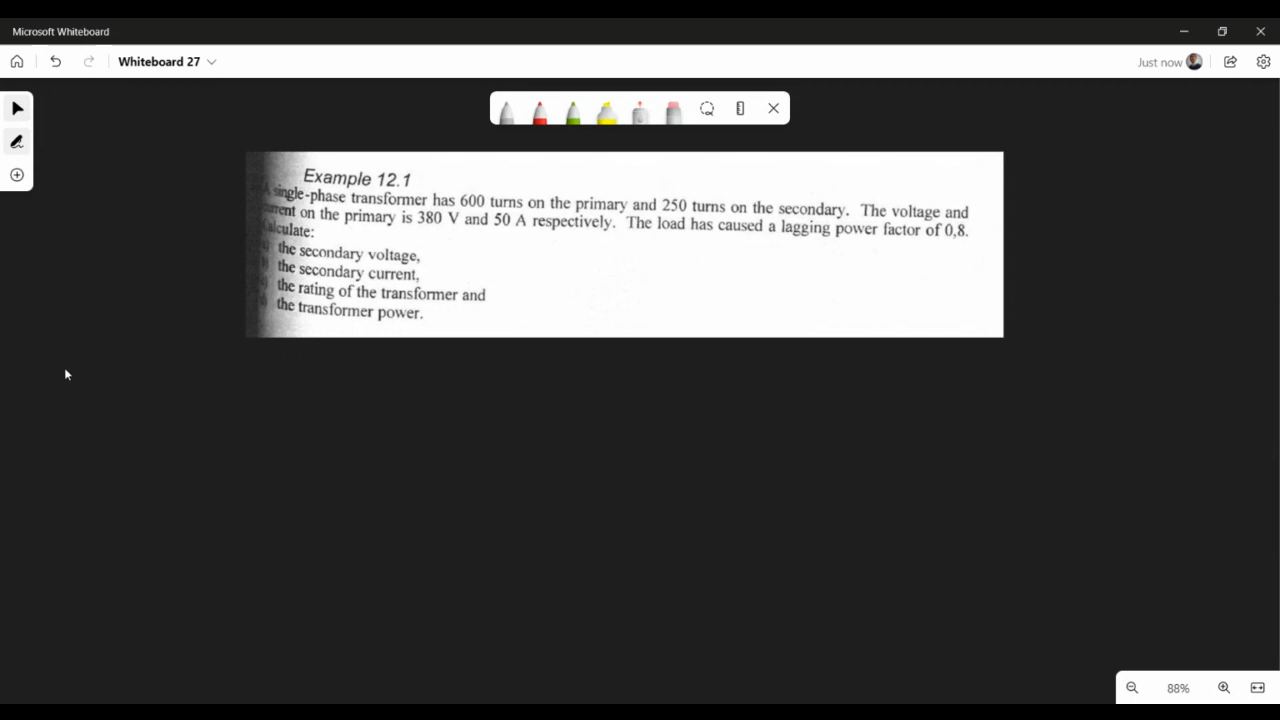 Microsoft Whiteboard
Whiteboard 27
Just now
Example 12.1
single-phase transformer has 600 turns on the primary and 250 turns on the secondary. The voltage and
on the primary is 380 V and 50 A respectively. The load has caused a lagging power factor of 0,8.
the secondary voltage,
the secondary current,
the rating of the transformer and
the transformer power.
88%